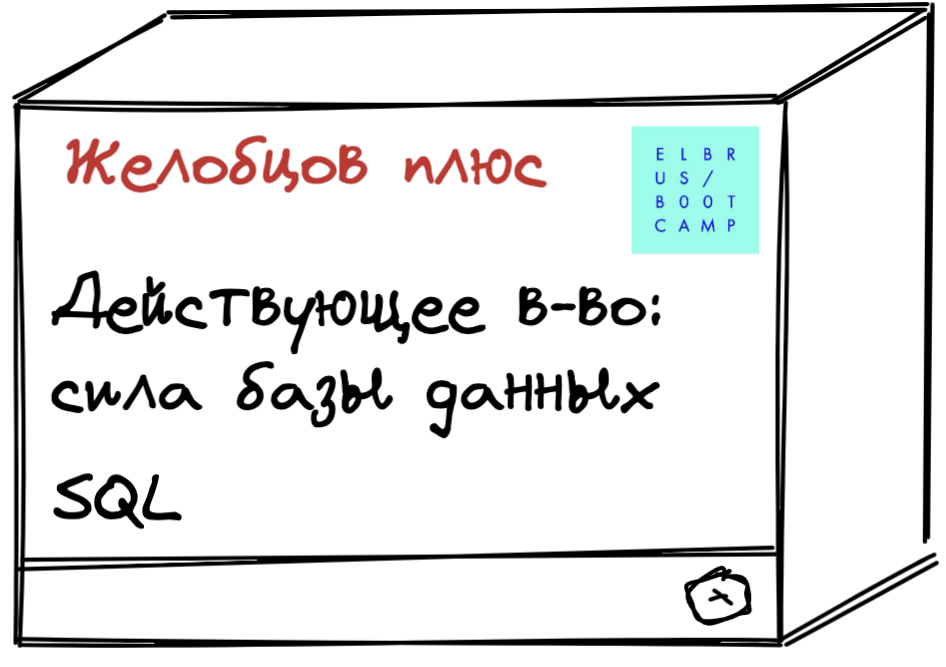 Желобцов плюс
E L B R
U S /
B O O T
C A M P
Действующее в-во:
сила базы данных
SQL